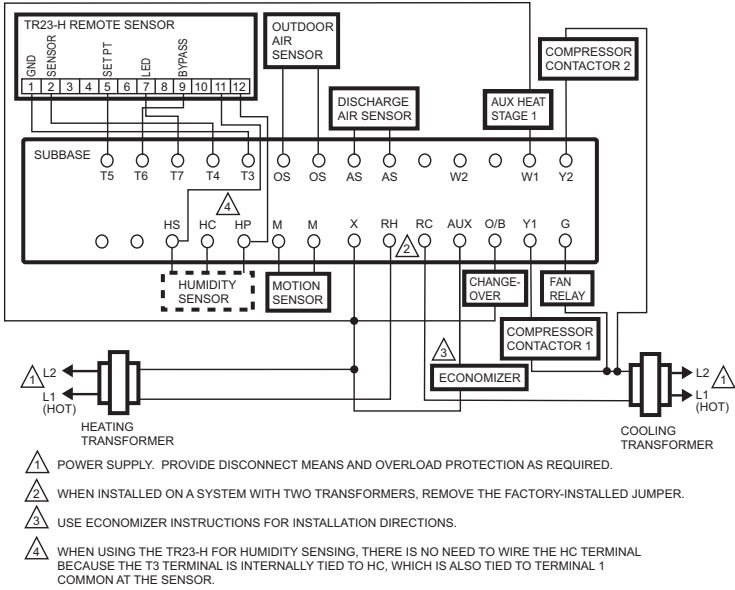 TR23-H REMOTE SENSOR
GND
SENSOR
SET PT
LED
BYPASS
1 2 3 4 5 6 7 8 9 10 11 12
OUTDOOR
AIR
SENSOR
DISCHARGE
AIR SENSOR
AUX HEAT
STAGE 1
COMPRESSOR
CONTACTOR 2
SUBBASE
T5 T6 T7 T4 T3 OS OS AS AS W2 W1 Y2
4
HS HC HP M M X RH RC AUX O/B Y1 G
2
HUMIDITY
SENSOR
MOTION
SENSOR
CHANGE-
OVER
FAN
RELAY
COMPRESSOR
CONTACTOR 1
3
ECONOMIZER
1
L2
L1
(HOT)
HEATING
TRANSFORMER
L2
1
L1
(HOT)
COOLING
TRANSFORMER
1 POWER SUPPLY. PROVIDE DISCONNECT MEANS AND OVERLOAD PROTECTION AS REQUIRED.
2 WHEN INSTALLED ON A SYSTEM WITH TWO TRANSFORMERS, REMOVE THE FACTORY-INSTALLED JUMPER.
3 USE ECONOMIZER INSTRUCTIONS FOR INSTALLATION DIRECTIONS.
4 WHEN USING THE TR23-H FOR HUMIDITY SENSING, THERE IS NO NEED TO WIRE THE HC TERMINAL
BECAUSE THE T3 TERMINAL IS INTERNALLY TIED TO HC, WHICH IS ALSO TIED TO TERMINAL 1
COMMON AT THE SENSOR.